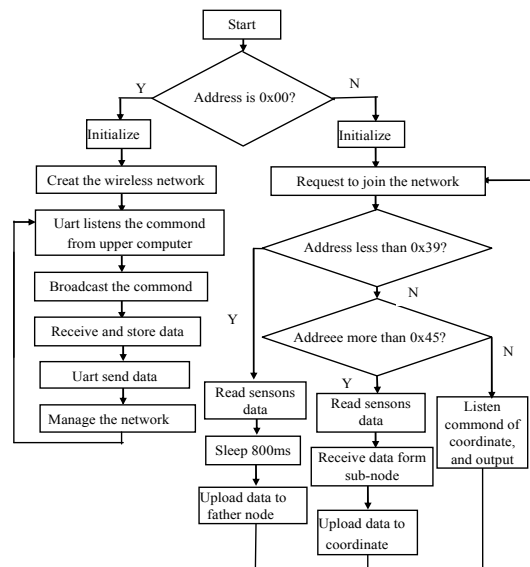 Start
Y
N
Address is 0x00?
Initialize
Initialize
Creat the wireless network
Request to join the network
Uart listens the commond
from upper computer
Address less than 0x39?
Broadcast the commond
N
Y
Receive and store data
Addreee more than 0x45?
Uart send data
N
Y
Manage the network
Read sensons
data
Read sensons
data
Listen
commond of
coordinate,
and output
Sleep 800ms
Receive data form
sub-node
Upload data to
father node
Upload data to
coordinate